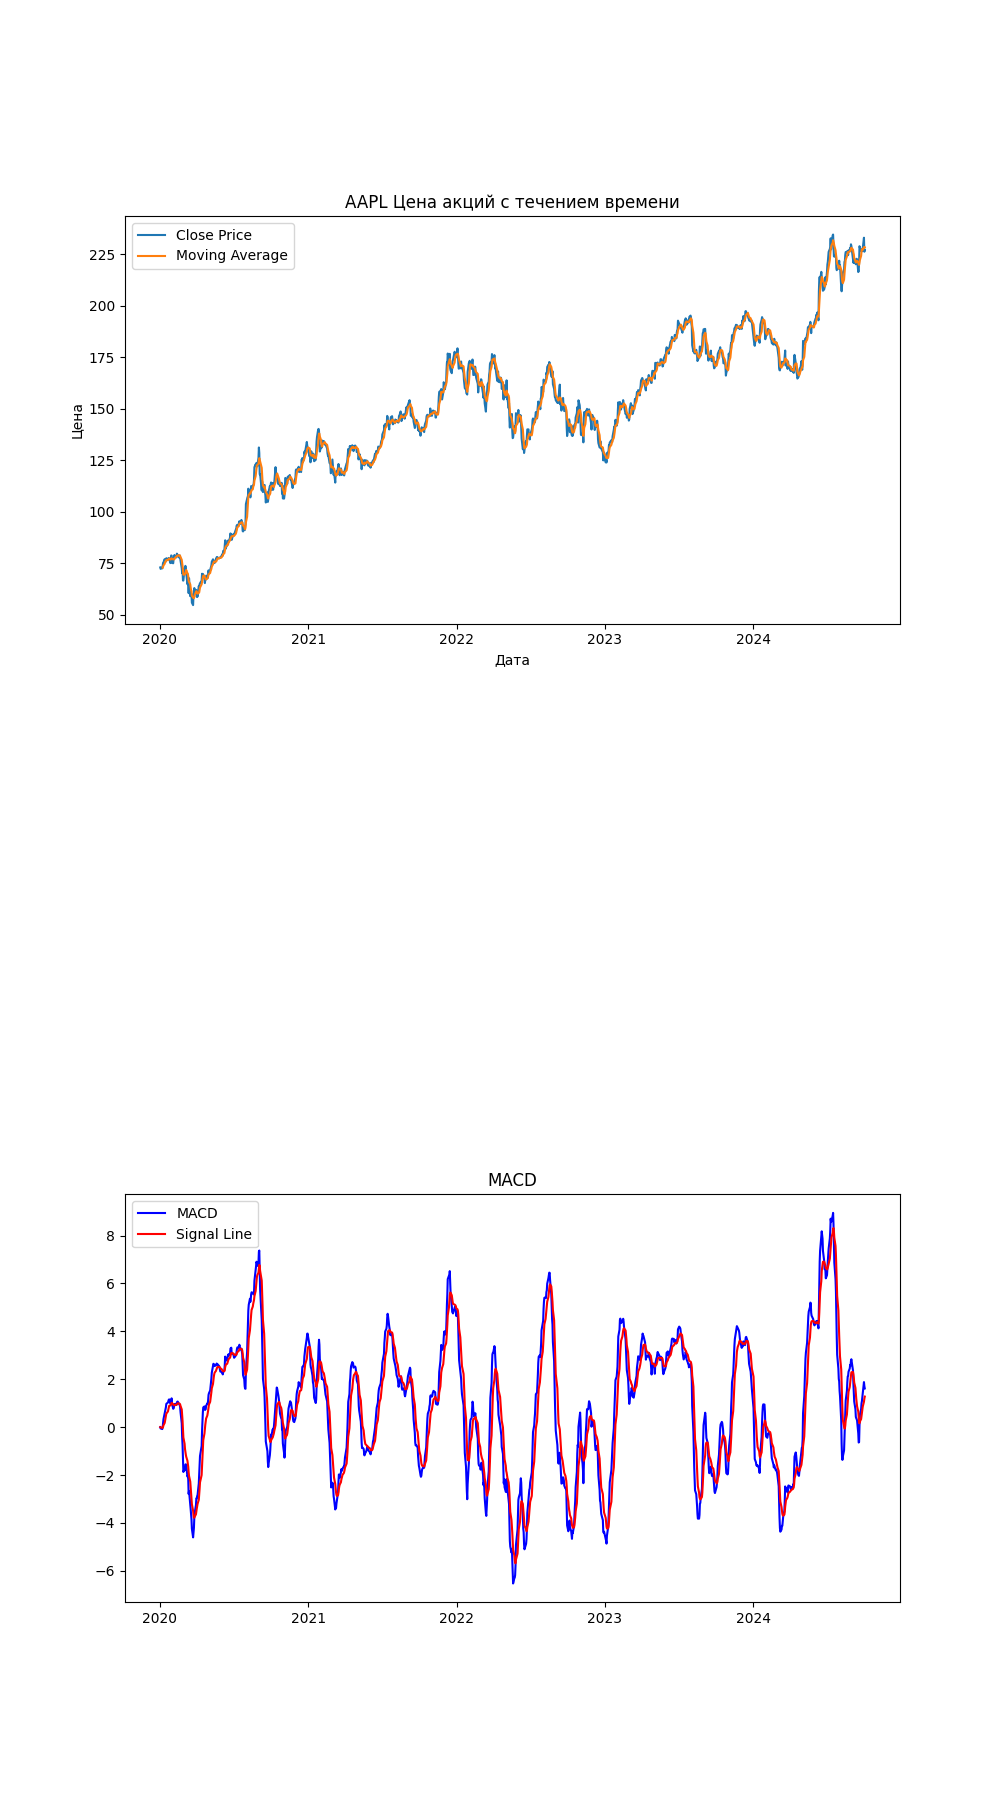 AAPL Цена акций с течением времени
Close Price
Moving Average
Цена
225
200
175
150
125
100
75
50
2020 2021 2022 2023 2024
Дата
MACD
MACD
Signal Line
8
6
4
2
0
−2
−4
−6
2020 2021 2022 2023 2024